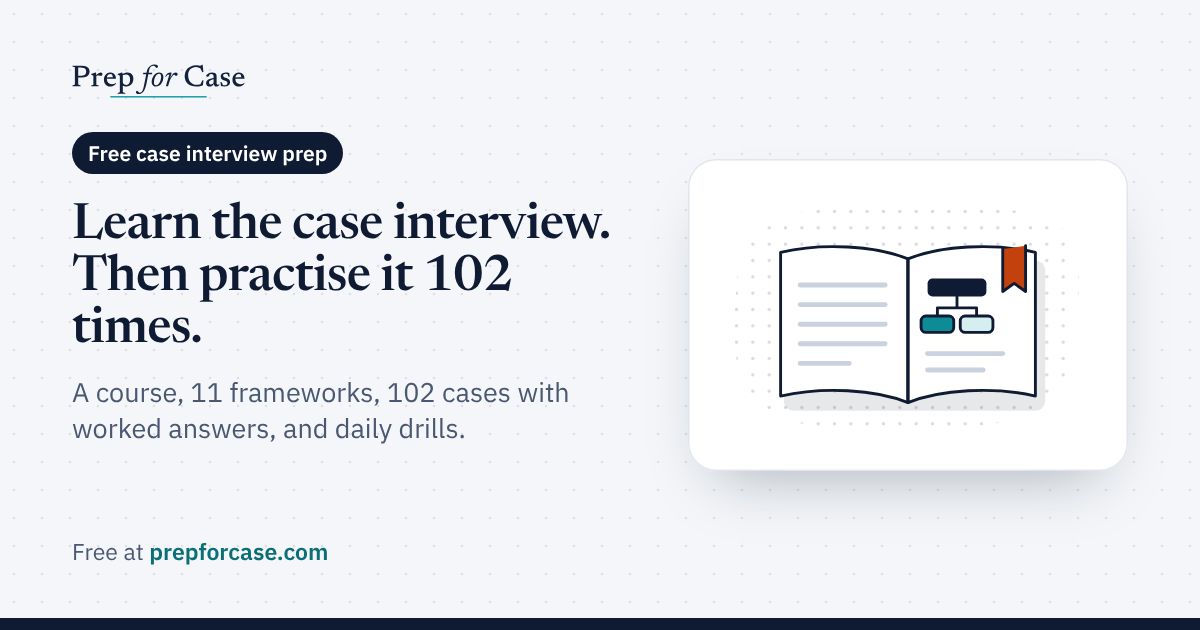 Prep for Case
Free case interview prep
Learn the case interview.
Then practise it 102
times.
A course, 11 frameworks, 102 cases with
worked answers, and daily drills.
Free at prepforcase.com